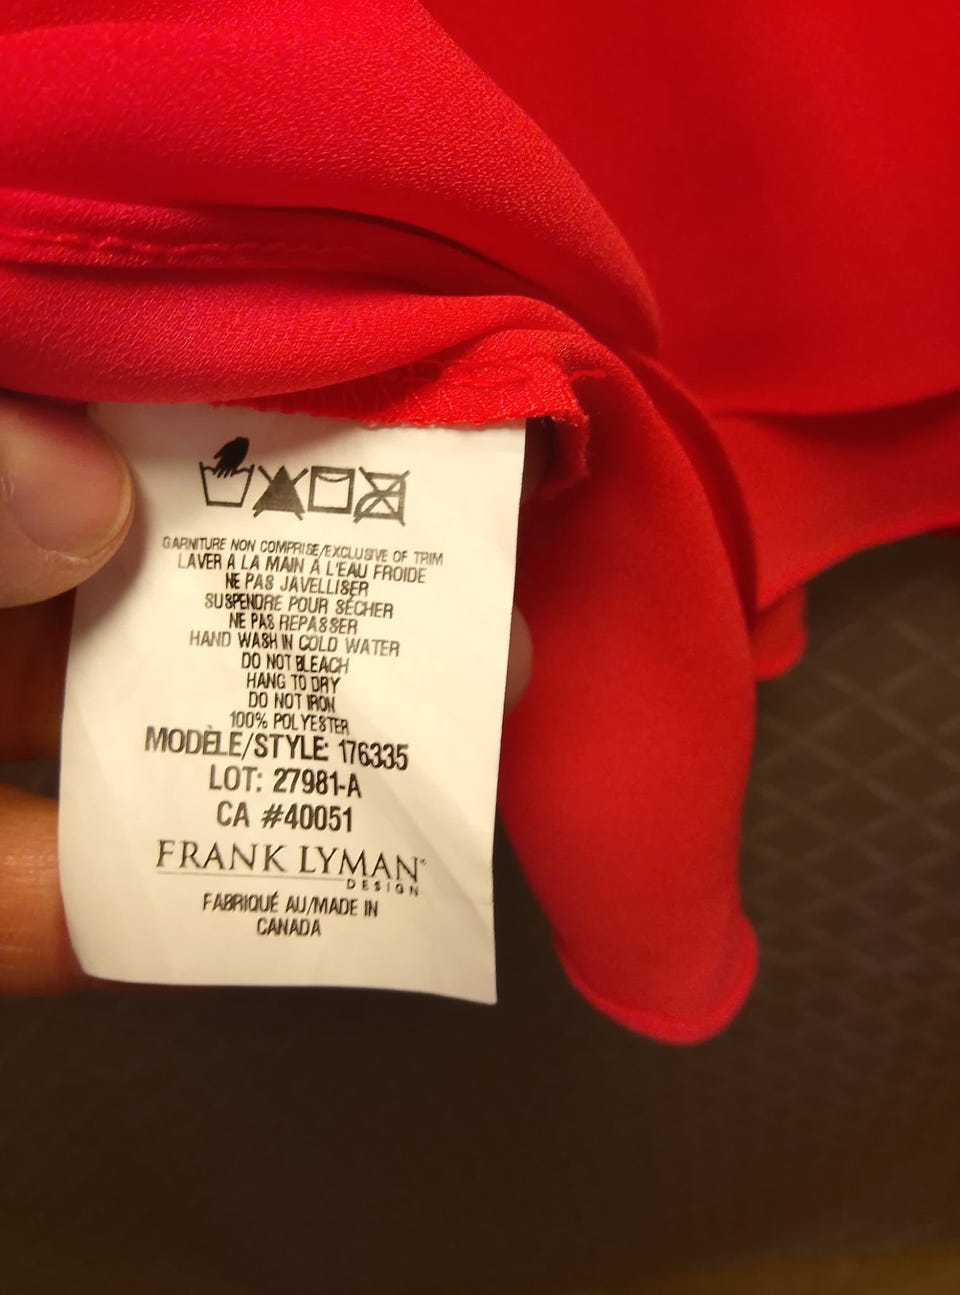 GARNITURE NON COMPRISE/EXCLUSIVE OF TRIM
LAVER À LA MAIN À L'EAU FROIDE
NE PAS JAVELLISER
SUSPENDRE POUR SÉCHER
NE PAS REPASSER
HAND WASH IN COLD WATER
DO NOT BLEACH
HANG TO DRY
DO NOT IRON
100% POLYESTER
MODÈLE/STYLE: 176335
LOT: 27981-A
CA #40051
FRANK LYMAN
DESIGN
FABRIQUÉ AU/MADE IN
CANADA